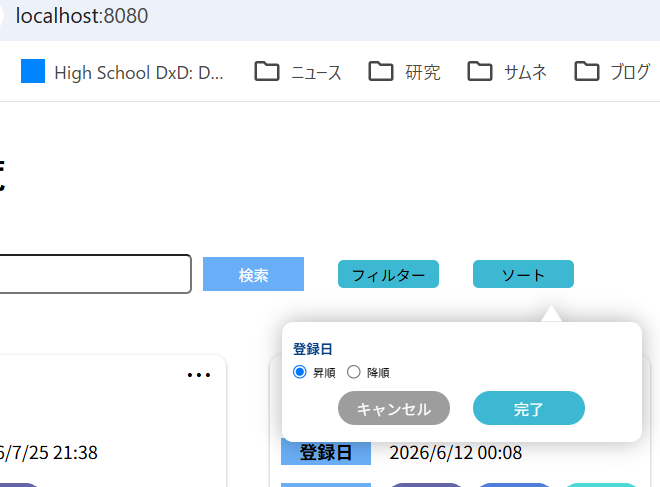 localhost:8080
High School DxD: D... ニュース 研究 サムネ ブログ
検索 フィルター ソート
登録日
昇順 降順
キャンセル 完了
/7/25 21:38 登録日 2026/6/12 00:08